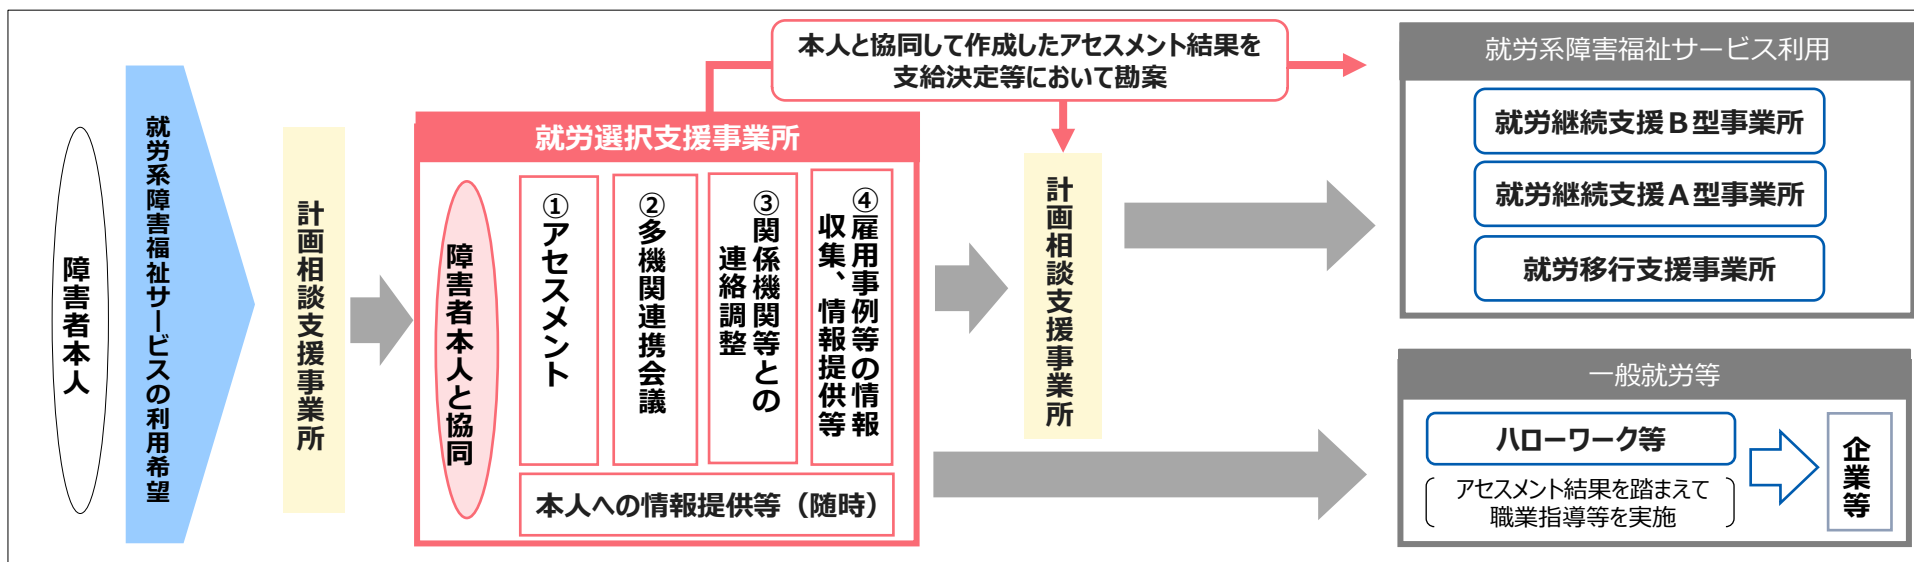 障害者本人
就労系障害福祉サービスの利用希望
計画相談支援事業所
就労選択支援事業所
障害者本人と協同
①アセスメント
②多機関連携会議
③関係機関等との
連絡調整
④雇用事例等の情報
収集、情報提供等
本人への情報提供等（随時）
本人と協同して作成したアセスメント結果を
支給決定等において勘案
計画相談支援事業所
就労系障害福祉サービス利用
就労継続支援Ｂ型事業所
就労継続支援Ａ型事業所
就労移行支援事業所
一般就労等
ハローワーク等
アセスメント結果を踏まえて
職業指導等を実施
企業等